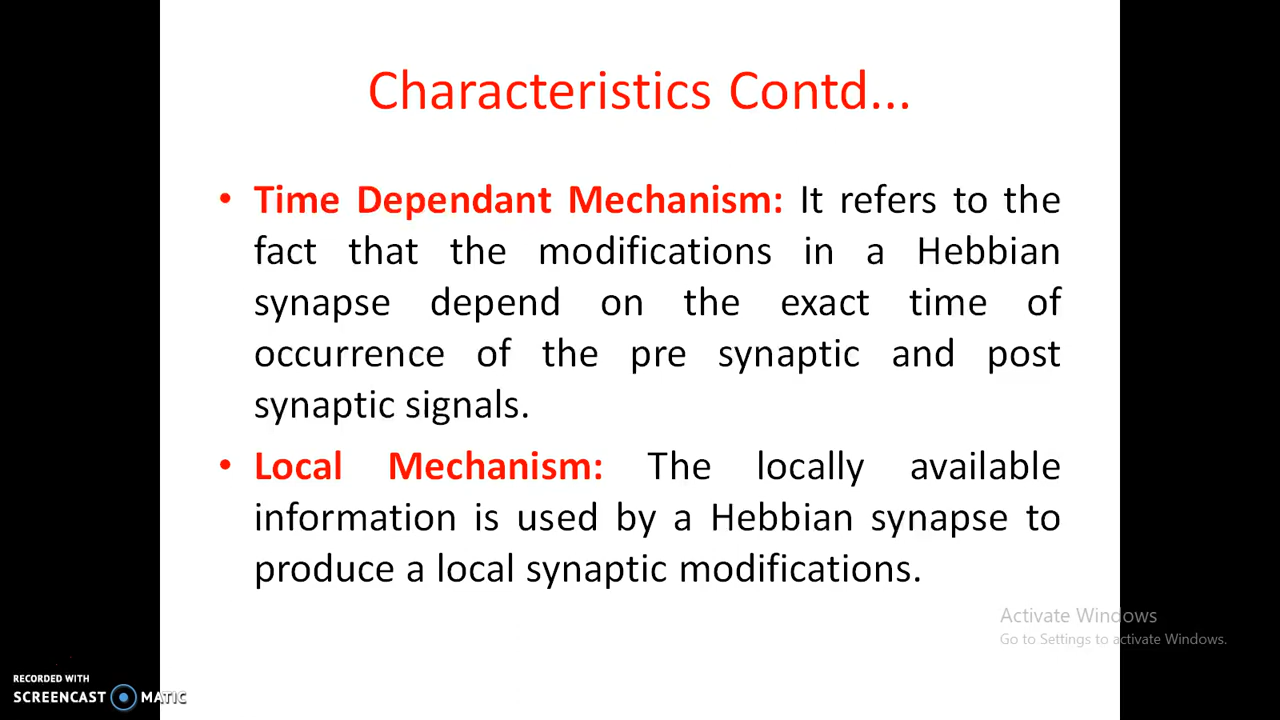 Characteristics Contd...
• Time Dependant Mechanism: It refers to the
fact that the modifications in a Hebbian
synapse depend on the exact time of
occurrence of the pre synaptic and post
synaptic signals.
• Local Mechanism: The locally available
information is used by a Hebbian synapse to
produce a local synaptic modifications.
Activate Windows
Go to Settings to activate Windows.
RECORDED WITH
SCREENCAST MATIC